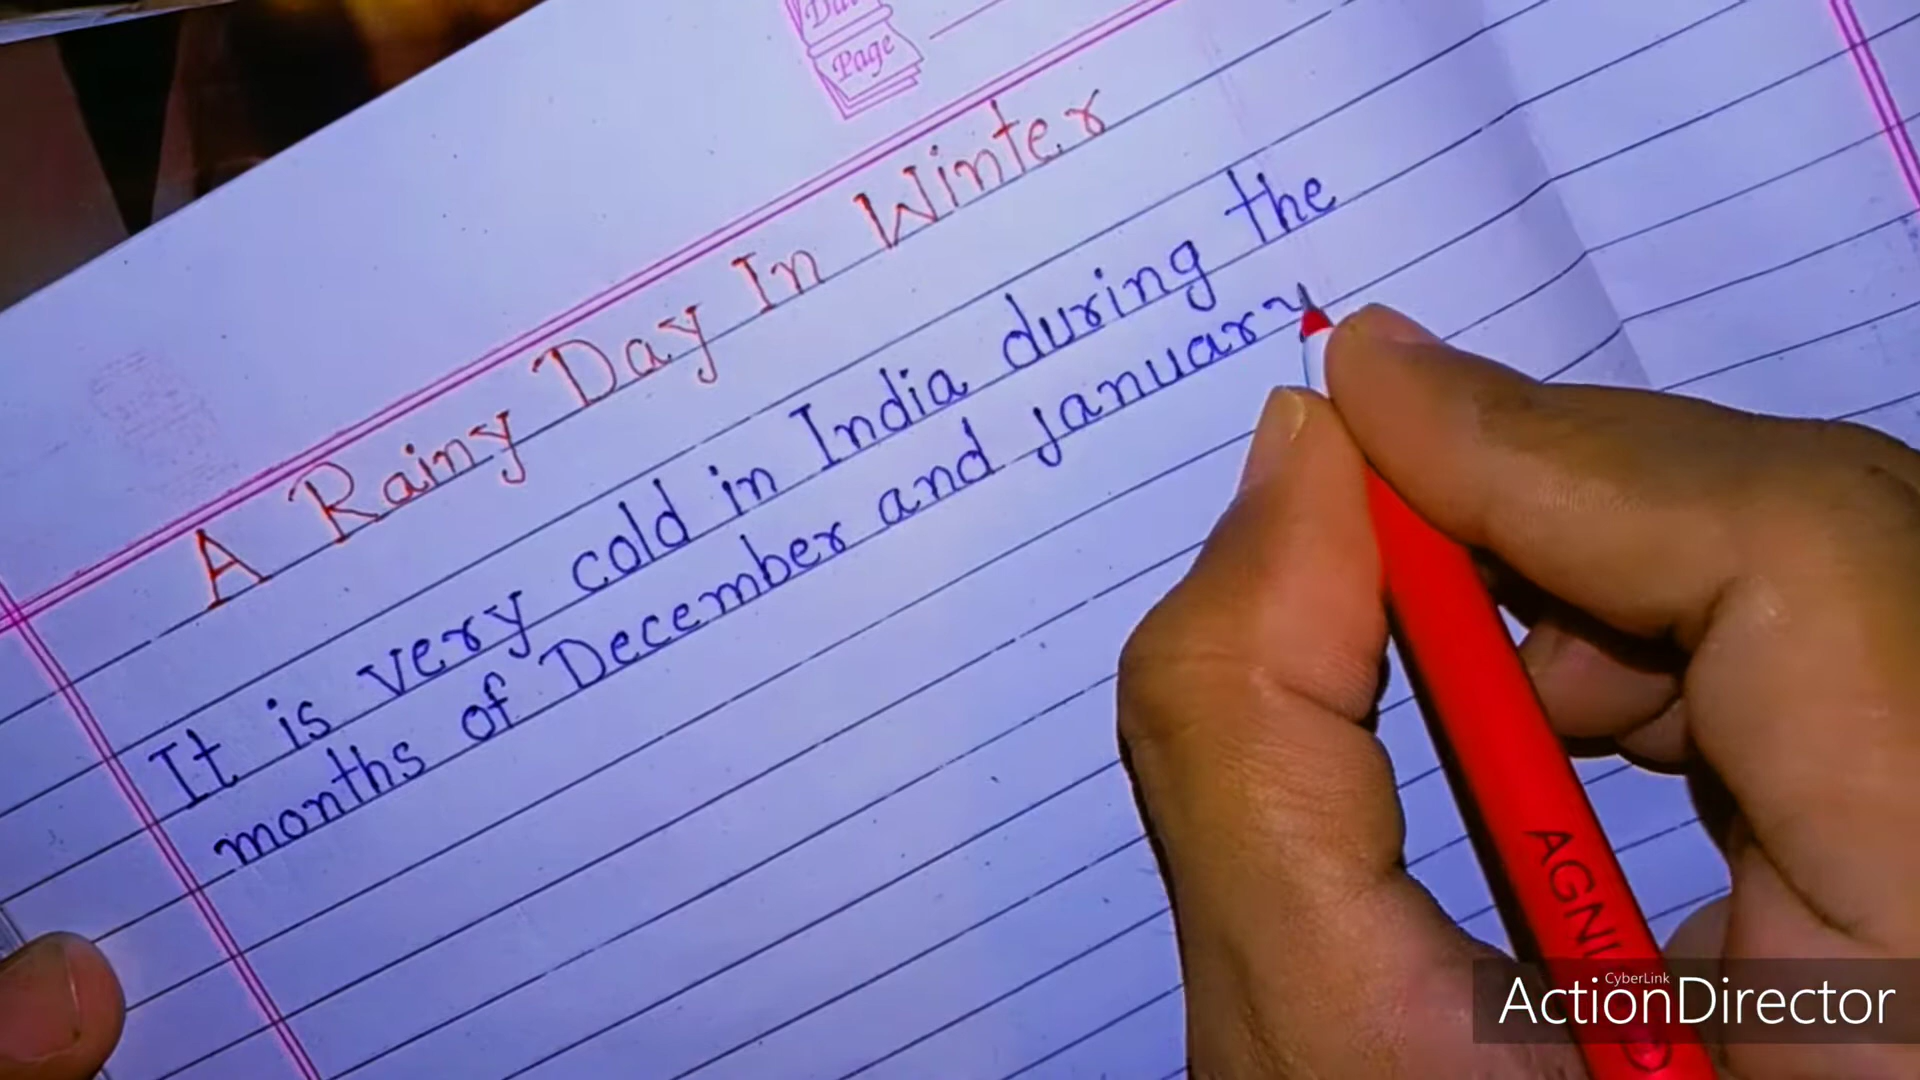 Page
A Rainy Day In Winter
It is very cold in India during the
months of December and january
AGNI
CyberLink
ActionDirector